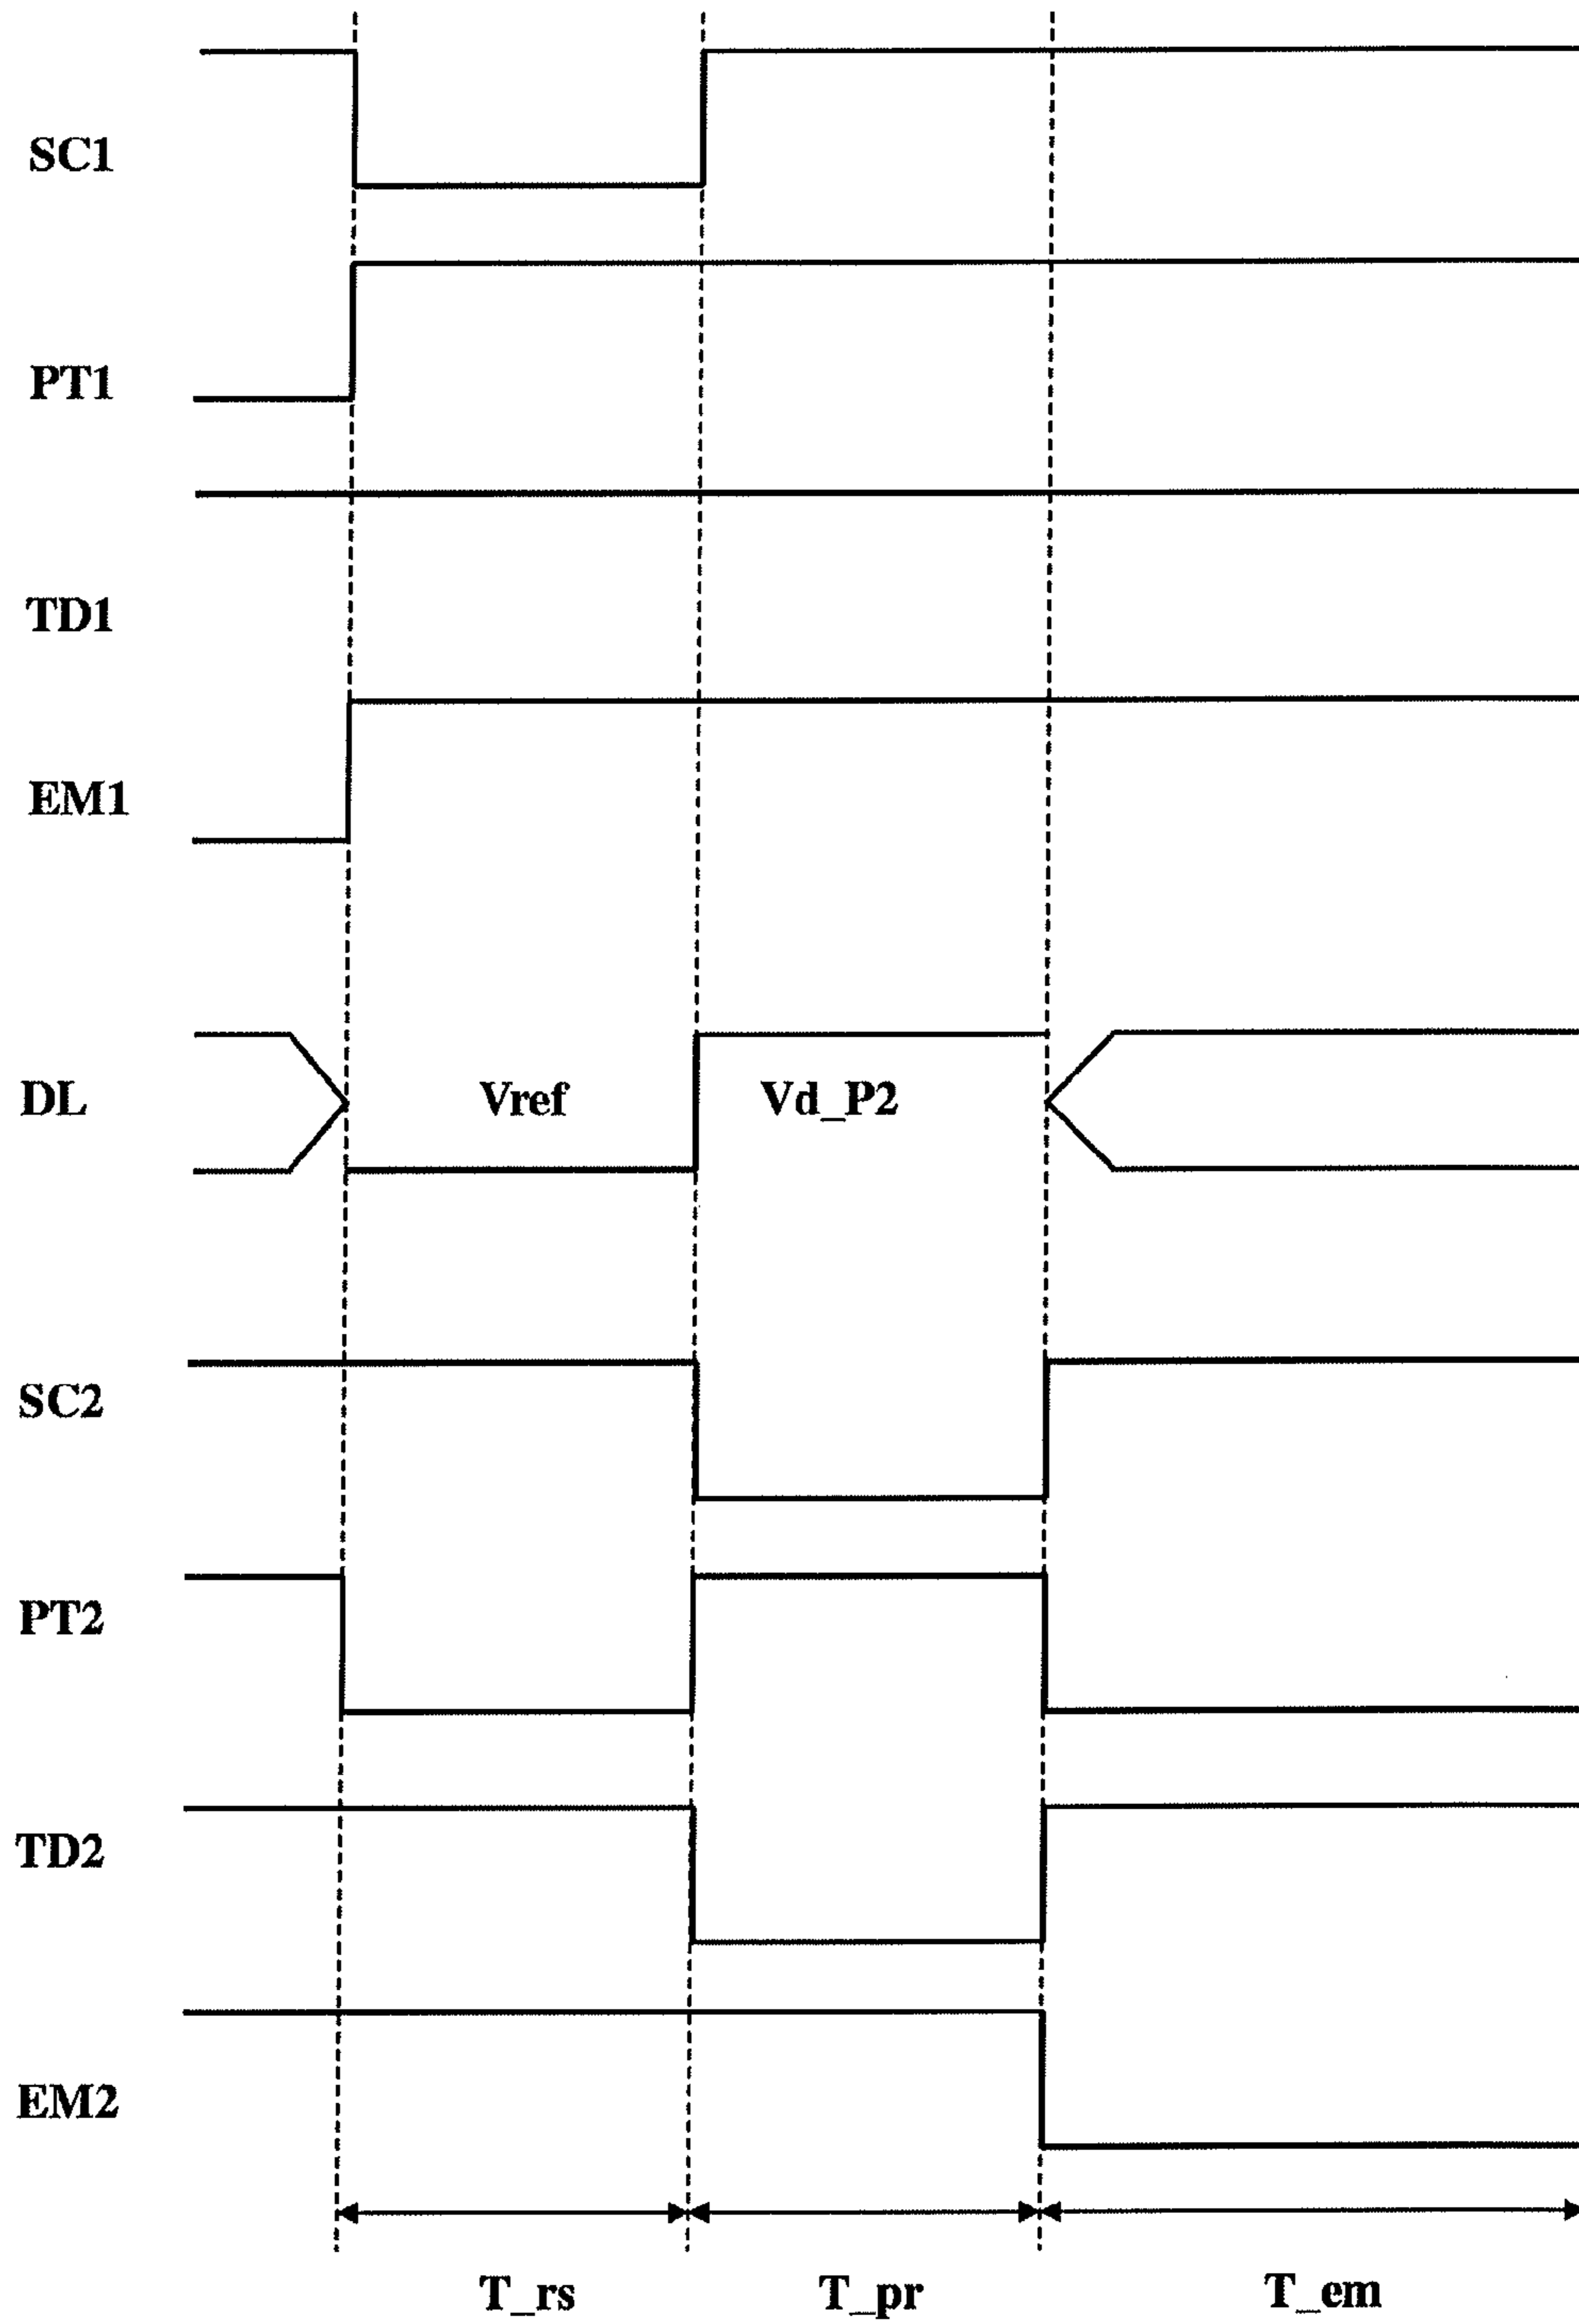 SC1
PT1
TD1
EM1
DL Vref Vd_P2
SC2
PT2
TD2
EM2
T_rs T_pr T_em